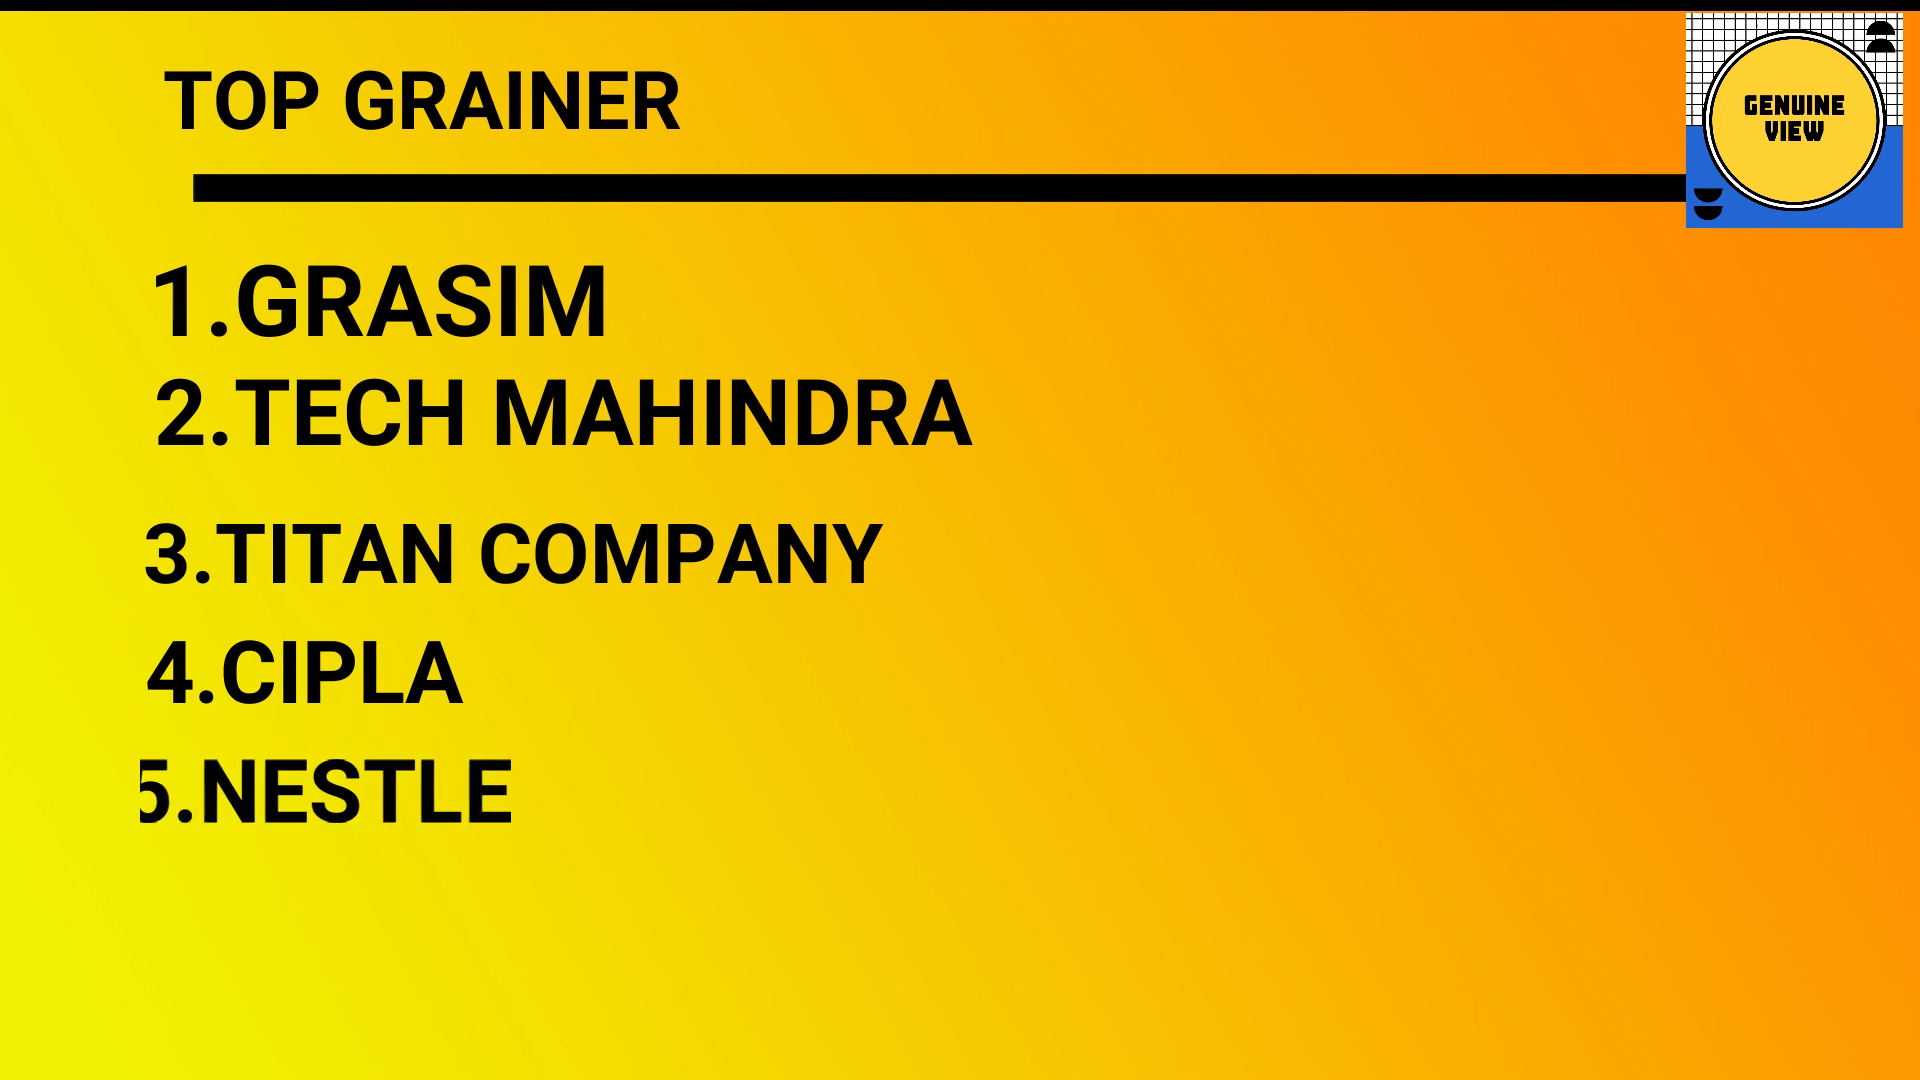 TOP GRAINER
GENUINE
VIEW
1.GRASIM
2.TECH MAHINDRA
3.TITAN COMPANY
4.CIPLA
5.NESTLE